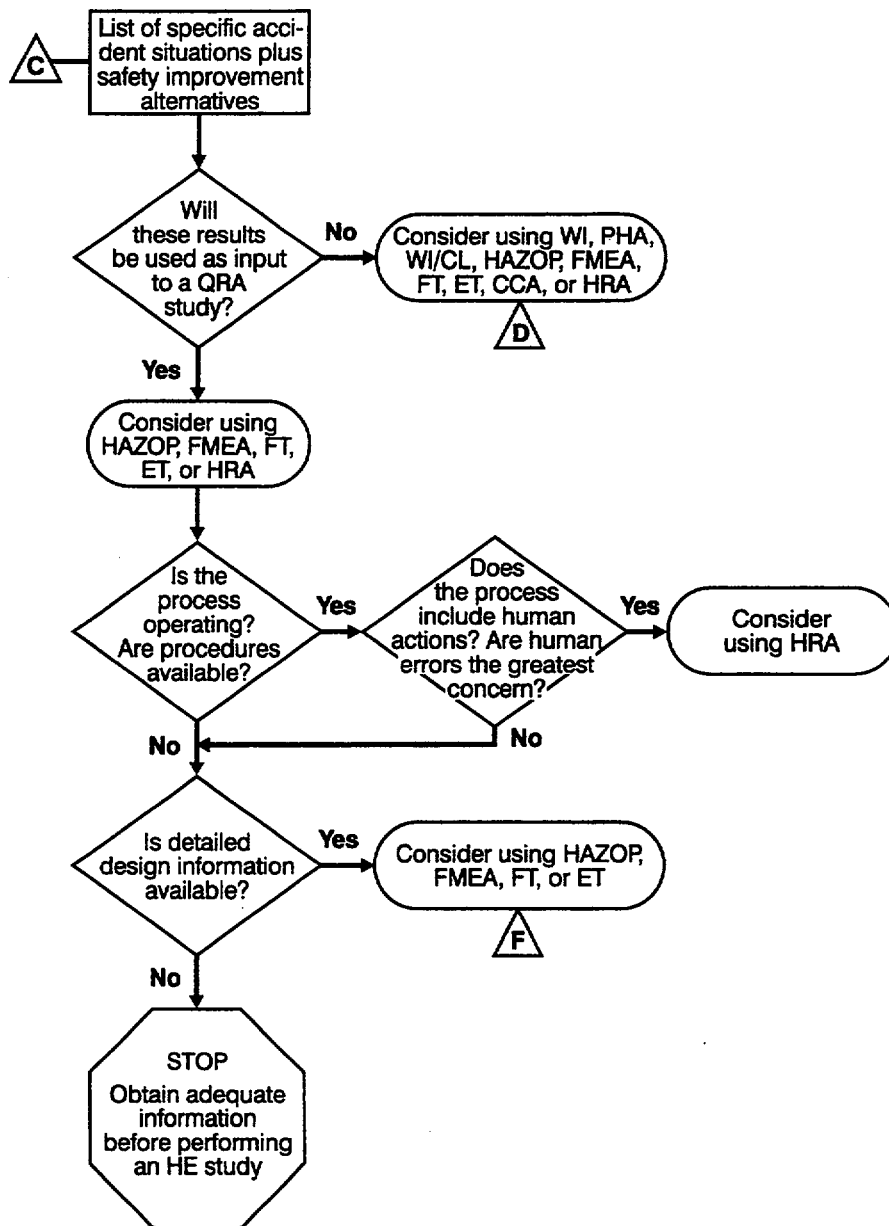 C
List of specific acci-
dent situations plus
safety improvement
alternatives
Will
these results
be used as input
to a QRA
study?
No
Consider using WI, PHA,
WI/CL, HAZOP, FMEA,
FT, ET, CCA, or HRA
D
Yes
Consider using
HAZOP, FMEA, FT,
ET, or HRA
Is the
process
operating?
Are procedures
available?
Yes
Does
the process
include human
actions? Are human
errors the greatest
concern?
Yes
Consider
using HRA
No
No
Is detailed
design information
available?
Yes
Consider using HAZOP,
FMEA, FT, or ET
F
No
STOP
Obtain adequate
information
before performing
an HE study